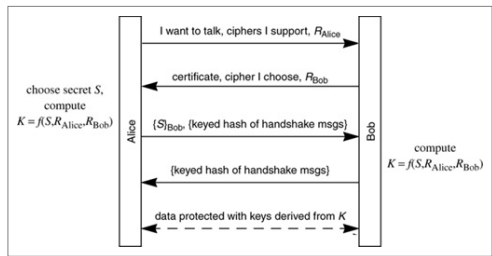 I want to talk, ciphers I support, R_Alice
certificate, cipher I choose, R_Bob
choose secret S,
compute
K = f(S,R_Alice,R_Bob)
Alice
{S}_Bob, {keyed hash of handshake msgs}
Bob
compute
K = f(S,R_Alice,R_Bob)
{keyed hash of handshake msgs}
data protected with keys derived from K